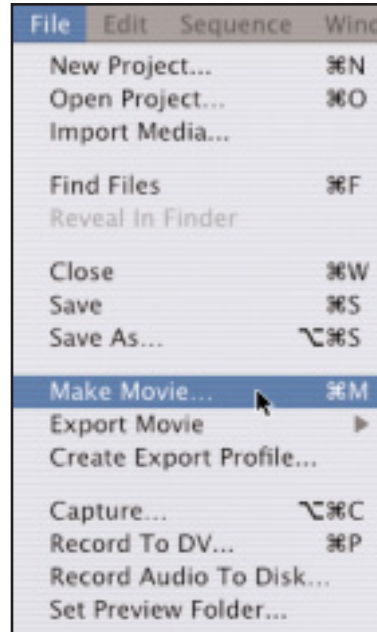 File Edit Sequence Wind
New Project... ⌘N
Open Project... ⌘O
Import Media...
Find Files ⌘F
Reveal In Finder
Close ⌘W
Save ⌘S
Save As... ⌥⌘S
Make Movie... ⌘M
Export Movie
Create Export Profile...
Capture... ⌥⌘C
Record To DV... ⌘P
Record Audio To Disk...
Set Preview Folder...